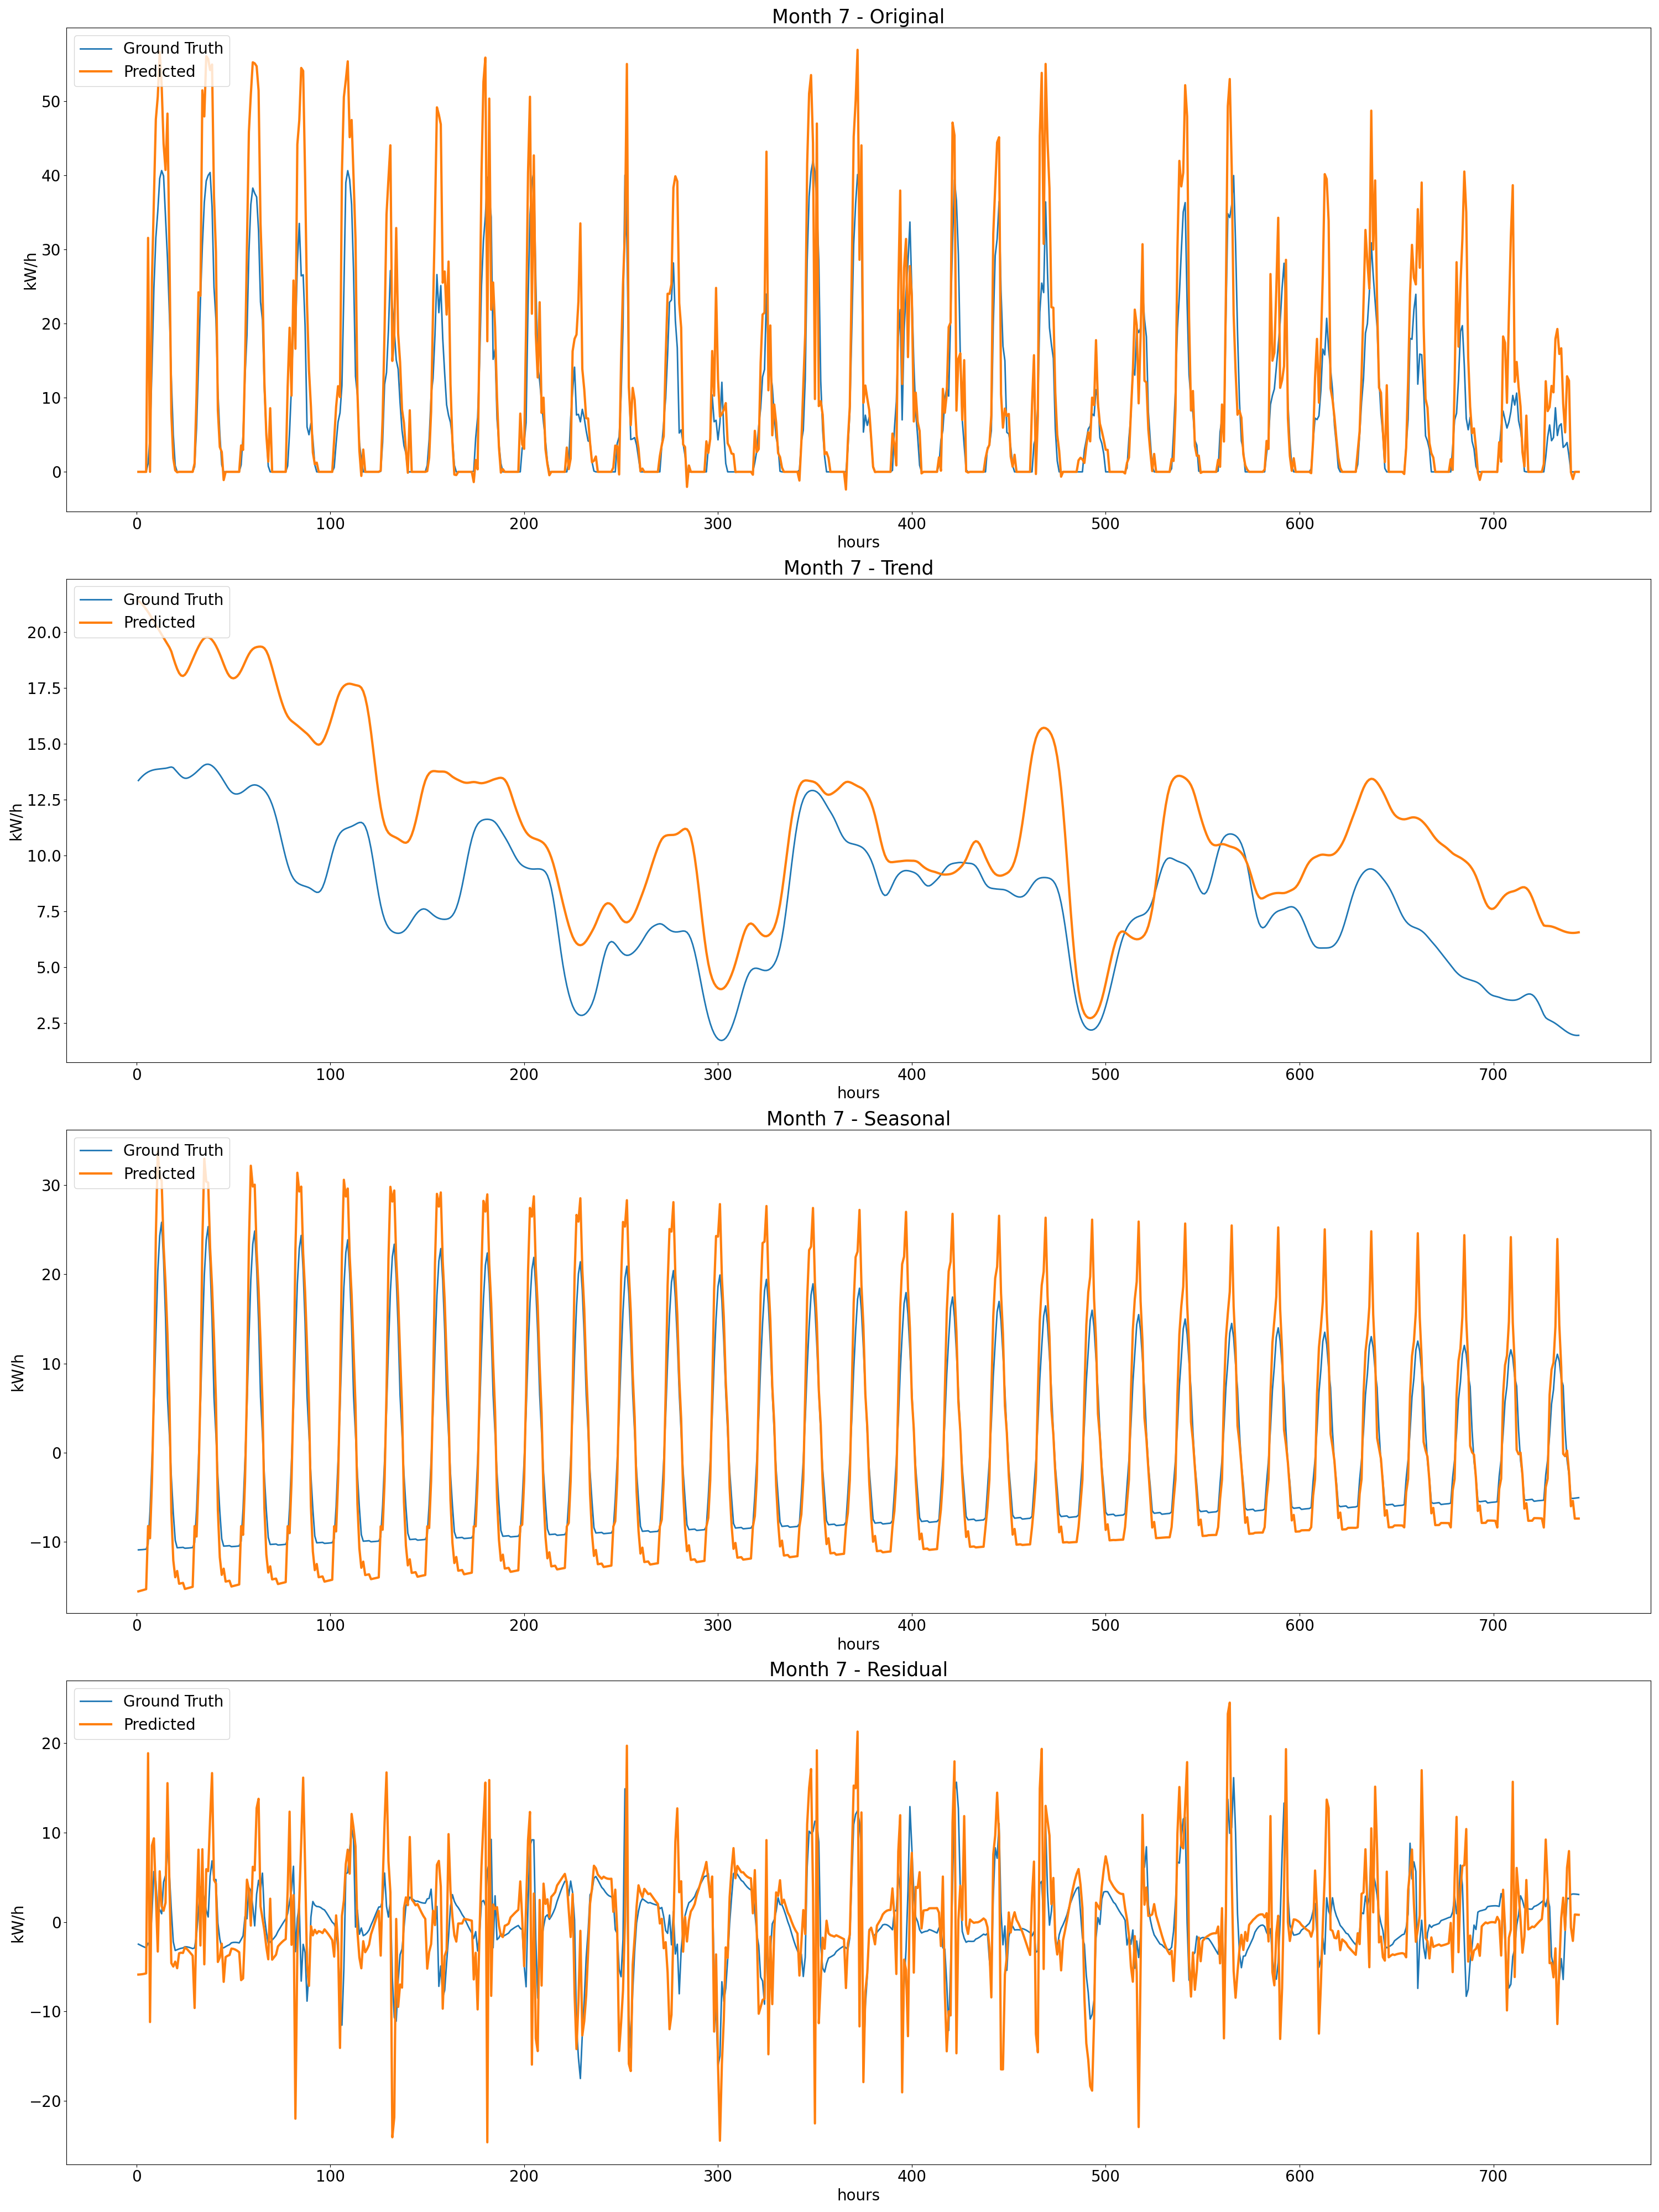 Month 7 - Original
Ground Truth
Predicted
50
40
30
20
10
0
kW/h
0 100 200 300 400 500 600 700
hours
Month 7 - Trend
Ground Truth
Predicted
20.0
17.5
15.0
12.5
10.0
7.5
5.0
2.5
kW/h
0 100 200 300 400 500 600 700
hours
Month 7 - Seasonal
Ground Truth
Predicted
30
20
10
0
−10
kW/h
0 100 200 300 400 500 600 700
hours
Month 7 - Residual
Ground Truth
Predicted
20
10
0
−10
−20
kW/h
0 100 200 300 400 500 600 700
hours